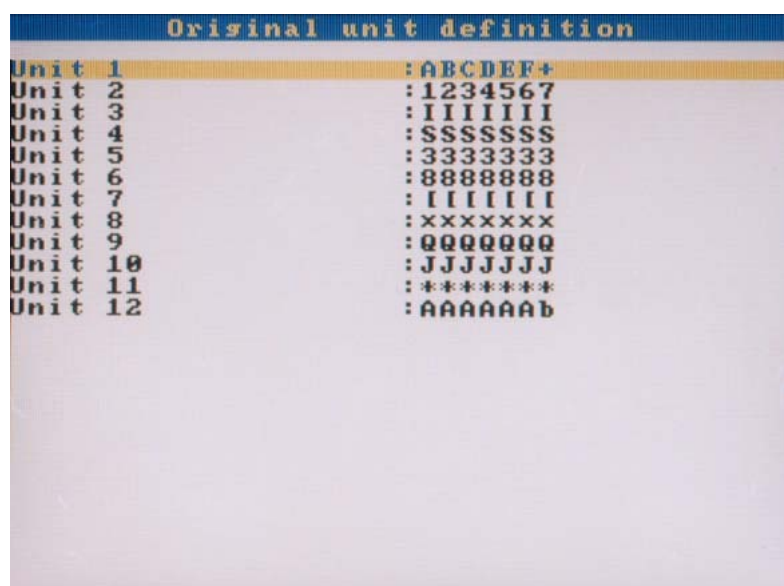 Original unit definition
Unit 1 :ABCDEF+
Unit 2 :1234567
Unit 3 :IIIIIII
Unit 4 :SSSSSSS
Unit 5 :3333333
Unit 6 :8888888
Unit 7 :[[[[[[[
Unit 8 :×××××××
Unit 9 :QQQQQQQ
Unit 10 :JJJJJJJ
Unit 11 :*******
Unit 12 :AAAAAAb